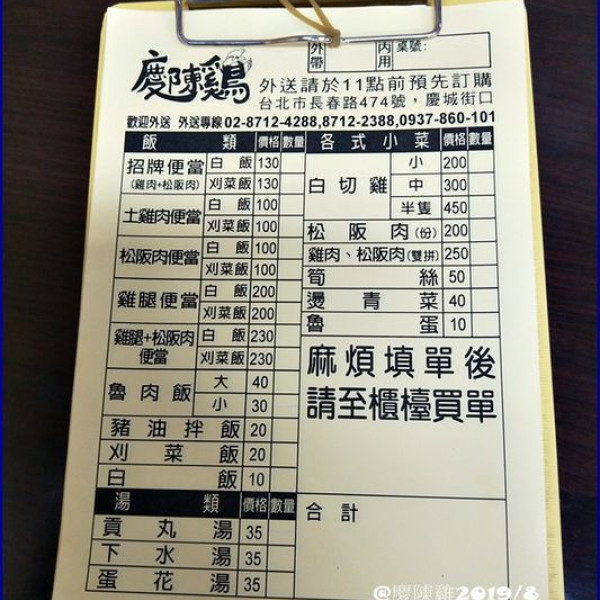 慶陳雞
外帶 內用 桌號:
外送請於11點前預先訂購
台北市長春路474號，慶城街口
歡迎外送 外送專線02-8712-4288,8712-2388,0937-860-101
飯類 價格 數量
招牌便當(雞肉+松阪肉) 白飯 130
刈菜飯 130
土雞肉便當 白飯 100
刈菜飯 100
松阪肉便當 白飯 100
刈菜飯 100
雞腿便當 白飯 200
刈菜飯 200
雞腿+松阪肉便當 白飯 230
刈菜飯 230
魯肉飯 大 40
小 30
豬油拌飯 20
刈菜飯 20
白飯 10
湯類 價格 數量
貢丸湯 35
下水湯 35
蛋花湯 35
各式小菜 價格 數量
白切雞 小 200
中 300
半隻 450
松阪肉(份) 200
雞肉、松阪肉(雙拼) 250
筍絲 50
燙青菜 40
魯蛋 10
麻煩填單後
請至櫃檯買單
合計
@慶陳雞2019/8